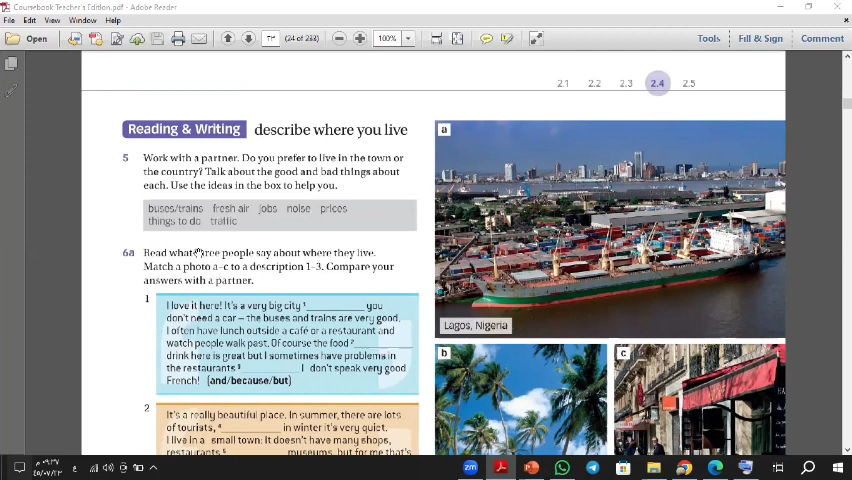 Coursebook Teacher's Edition.pdf - Adobe Reader
File Edit View Window Help
Open ٢٣ (24 of 233) 100% Tools Fill & Sign Comment
2.1 2.2 2.3 2.4 2.5
Reading & Writing describe where you live
5 Work with a partner. Do you prefer to live in the town or
the country? Talk about the good and bad things about
each. Use the ideas in the box to help you.
buses/trains fresh air jobs noise prices
things to do traffic
6a Read what three people say about where they live.
Match a photo a–c to a description 1–3. Compare your
answers with a partner.
1 I love it here! It's a very big city 1__________ you
don't need a car – the buses and trains are very good.
I often have lunch outside a café or a restaurant and
watch people walk past. Of course the food 2__________
drink here is great but I sometimes have problems in
the restaurants 3__________ I don't speak very good
French! (and/because/but)
2 It's a really beautiful place. In summer, there are lots
of tourists, 4__________ in winter it's very quiet.
I live in a small town: it doesn't have many shops,
restaurants 5__________ museums, but for me that's
a
Lagos, Nigeria
b
c